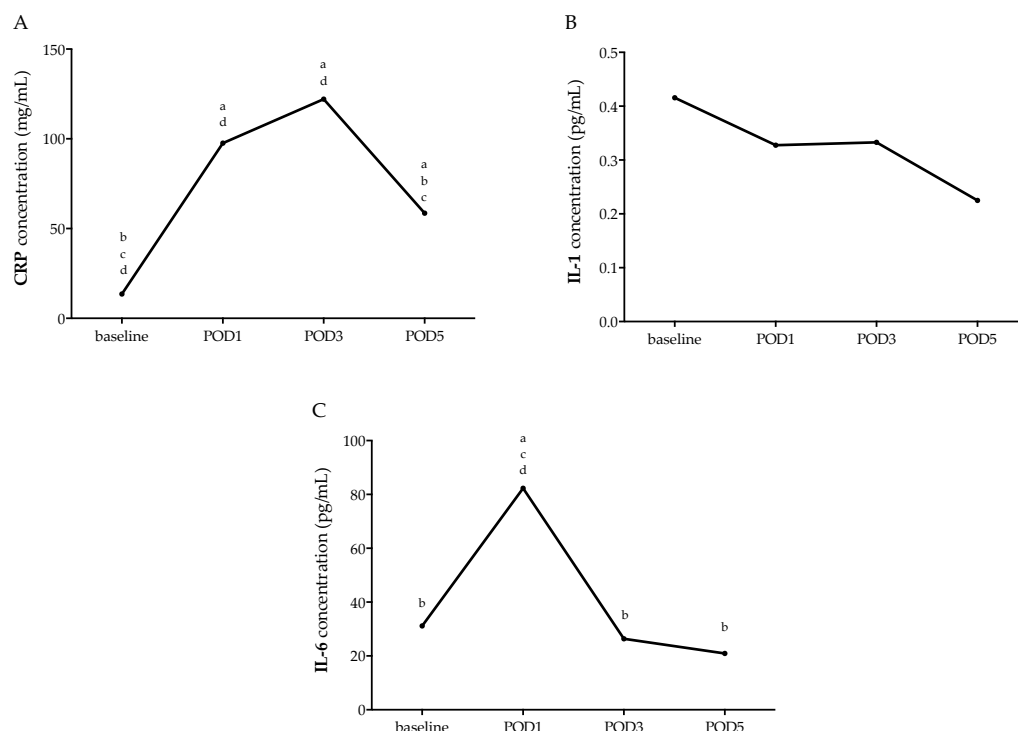 A
CRP concentration (mg/mL)
150
100
50
0
a
d
a
d
a
b
c
b
c
d
baseline POD1 POD3 POD5
B
IL-1 concentration (pg/mL)
0.5
0.4
0.3
0.2
0.1
0.0
baseline POD1 POD3 POD5
C
IL-6 concentration (pg/mL)
100
80
60
40
20
0
a
c
d
b
b
b
baseline POD1 POD3 POD5